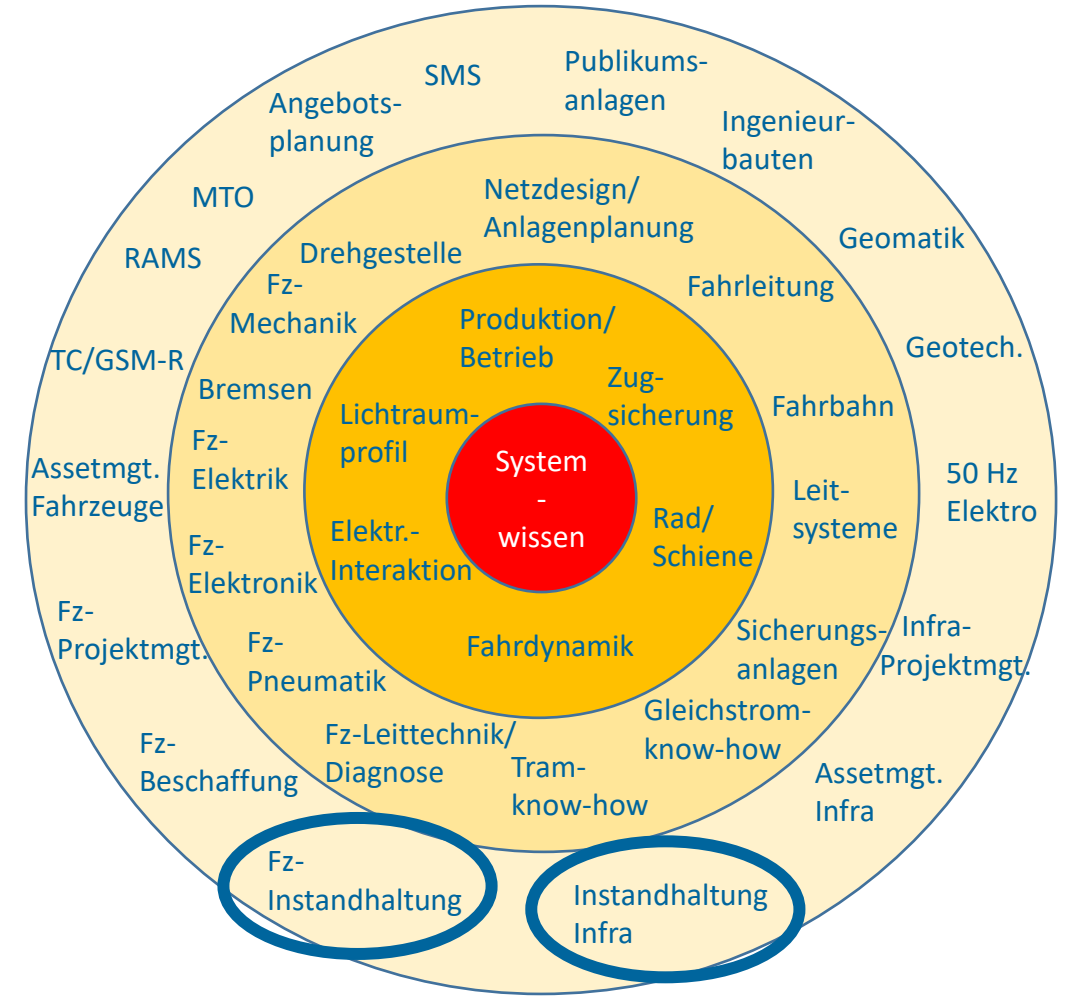 SMS
Publikums-
anlagen
Angebots-
planung
Ingenieur-
bauten
MTO
Netzdesign/
Anlagenplanung
Geomatik
RAMS
Drehgestelle
Fz-
Mechanik
Fahrleitung
Produktion/
Betrieb
TC/GSM-R
Geotech.
Bremsen
Zug-
sicherung
Fahrbahn
Lichtraum-
profil
Fz-
Elektrik
Assetmgt.
Fahrzeuge
System
-
wissen
50 Hz
Elektro
Leit-
systeme
Rad/
Schiene
Elektr.-
Interaktion
Fz-
Elektronik
Fz-
Projektmgt.
Fahrdynamik
Sicherungs-
anlagen
Infra-
Projektmgt.
Fz-
Pneumatik
Gleichstrom-
know-how
Fz-Leittechnik/
Diagnose
Fz-
Beschaffung
Tram-
know-how
Assetmgt.
Infra
Fz-
Instandhaltung
Instandhaltung
Infra